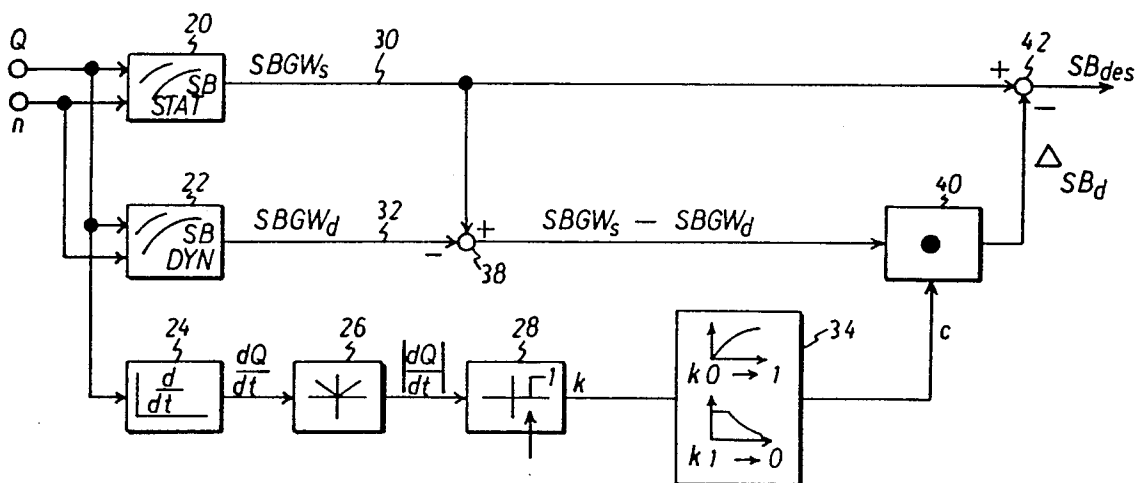 Q
n
20
SB
STAT
SBGWs
30
42
+
−
SBdes
22
SB
DYN
SBGWd
32
+
−
38
SBGWs − SBGWd
40
△SBd
24
d
dt
dQ
dt
26
|dQ|
|dt|
28
1
k
34
k 0 → 1
k 1 → 0
c